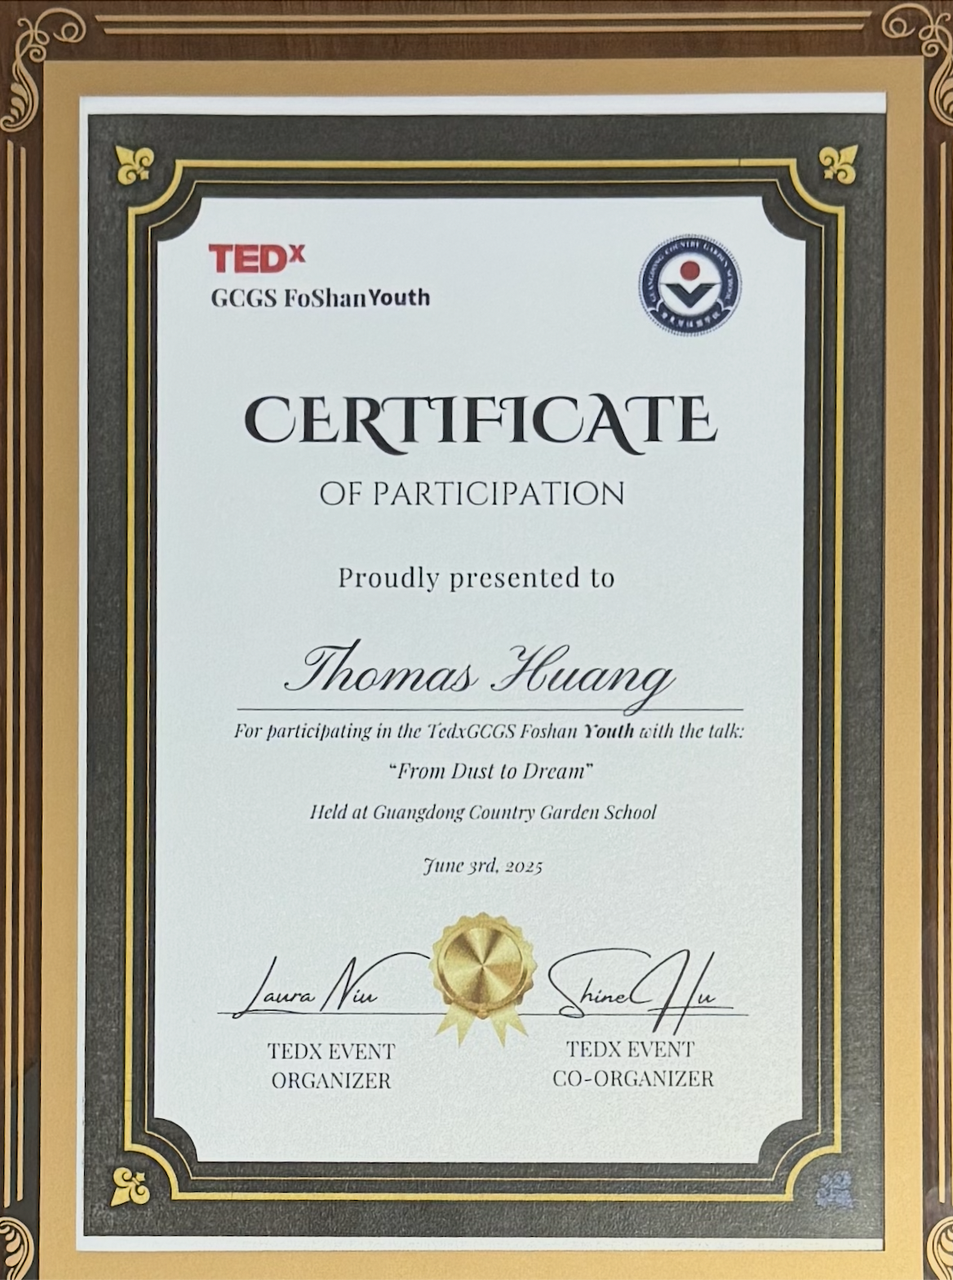 TEDx
GCGS FoShanYouth
GUANGDONG COUNTRY GARDEN SCHOOL
CERTIFICATE
OF PARTICIPATION
Proudly presented to
Thomas Huang
For participating in the TedxGCGS Foshan Youth with the talk:
“From Dust to Dream”
Held at Guangdong Country Garden School
June 3rd, 2025
Laura Niu
Shine Hu
TEDX EVENT
ORGANIZER
TEDX EVENT
CO-ORGANIZER